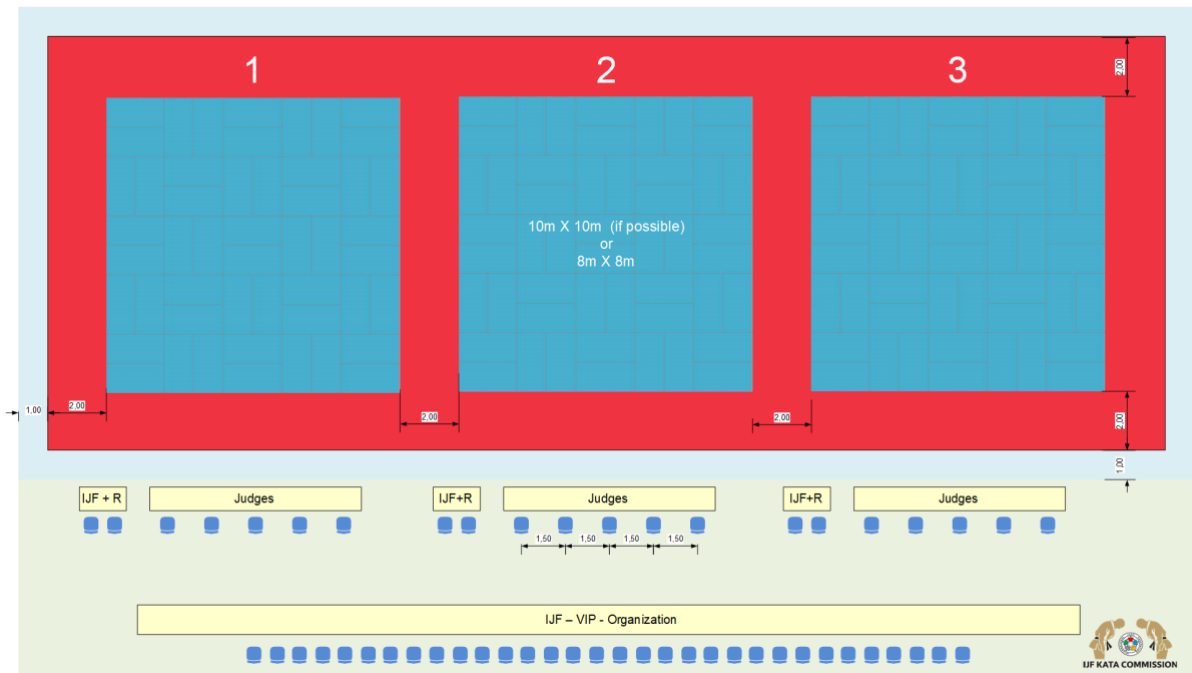 1
2
3
2,00
10m X 10m (if possible)
or
8m X 8m
1,00
2,00
2,00
2,00
2,00
1,00
IJF + R
Judges
IJF+R
Judges
IJF+R
Judges
1,50
1,50
1,50
1,50
IJF – VIP - Organization
IJF KATA COMMISSION